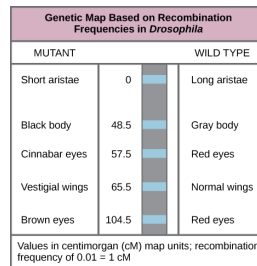 Genetic Map Based on Recombination
Frequencies in Drosophila
MUTANT WILD TYPE
Short aristae 0 Long aristae
Black body 48.5 Gray body
Cinnabar eyes 57.5 Red eyes
Vestigial wings 65.5 Normal wings
Brown eyes 104.5 Red eyes
Values in centimorgan (cM) map units; recombination
frequency of 0.01 = 1 cM